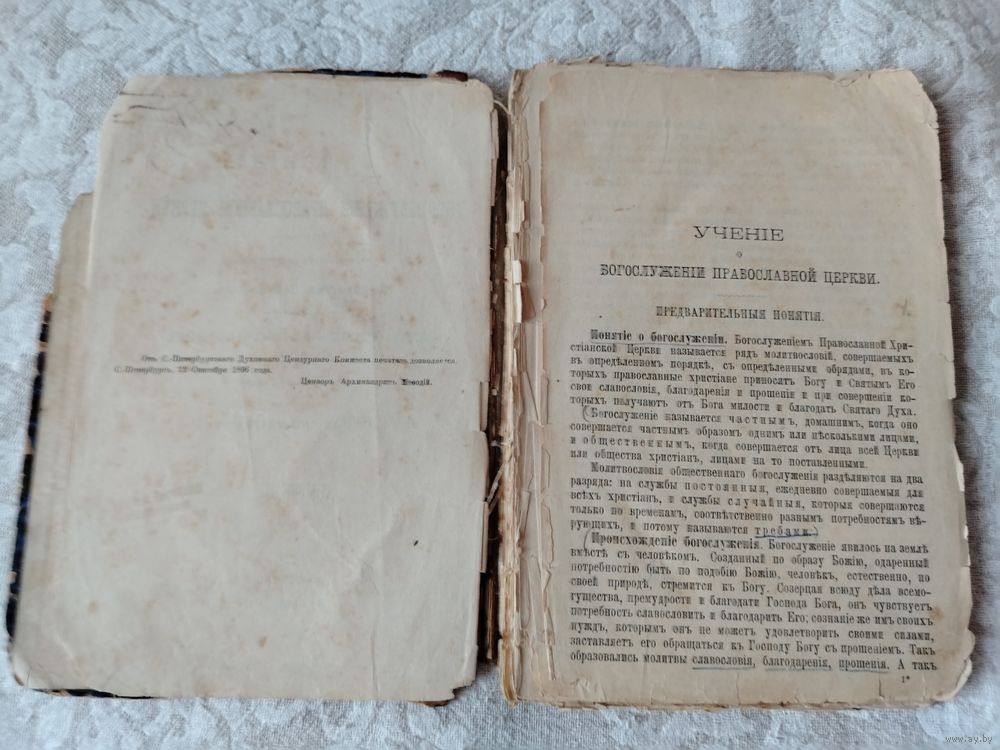 Отъ С.-Петербургскаго Духовнаго Цензурнаго Комитета печатать дозволяется.
С.-Петербургъ, 12 Сентября 1896 года.
Цензоръ Архимандритъ Меѳодій.
УЧЕНІЕ
о
БОГОСЛУЖЕНІИ ПРАВОСЛАВНОЙ ЦЕРКВИ.
ПРЕДВАРИТЕЛЬНЫЯ ПОНЯТІЯ.
Понятіе о богослуженіи. Богослуженіемъ Православной Хри-
стіанской Церкви называется рядъ молитвословій, совершаемыхъ
въ опредѣленномъ порядкѣ, съ опредѣленными обрядами, въ ко-
торыхъ православные христіане приносятъ Богу и Святымъ Его
свои славословія, благодаренія и прошенія и при совершеніи ко-
торыхъ получаютъ отъ Бога милости и благодать Святаго Духа.
(Богослуженіе называется частнымъ, домашнимъ, когда оно
совершается частнымъ образомъ однимъ или нѣсколькими лицами,
и общественнымъ, когда совершается отъ лица всей Церкви
или общества христіанъ, лицами на то поставленными.
Молитвословія общественнаго богослуженія раздѣляются на два
разряда: на службы постоянныя, ежедневно совершаемыя для
всѣхъ христіанъ, и службы случайныя, которыя совершаются
только по временамъ, соотвѣтственно разнымъ потребностямъ вѣ-
рующихъ, и потому называются требами.)
(Происхожденіе богослуженія. Богослуженіе явилось на землѣ
вмѣстѣ съ человѣкомъ. Созданный по образу Божію, одаренный
потребностію быть по подобію Божію, человѣкъ, естественно, по
своей природѣ, стремится къ Богу. Созерцая всюду дѣла всемо-
гущества, премудрости и благодати Господа Бога, онъ чувствуетъ
потребность славословить и благодарить Его; сознаніе же имъ своихъ
нуждъ, которымъ онъ не можетъ удовлетворить своими силами,
заставляетъ его обращаться къ Господу Богу съ прошеніемъ. Такъ
образовались молитвы славословія, благодаренія, прошенія. А такъ
1*
www.ay.by